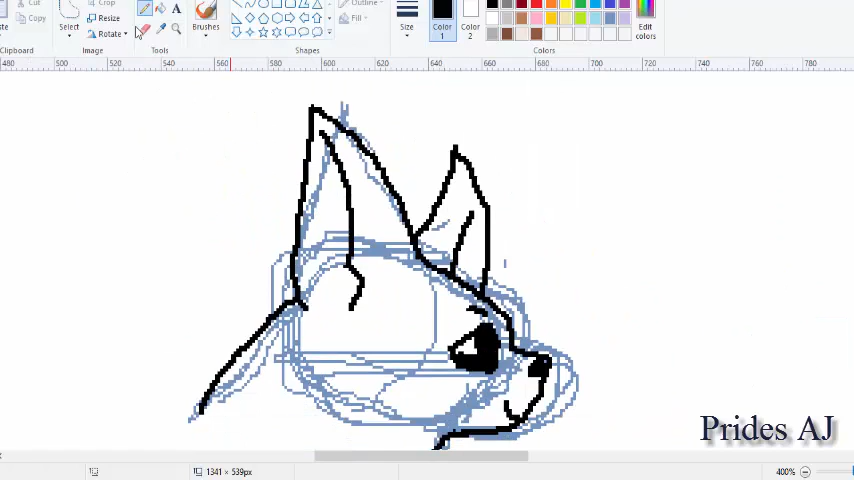 Cut
Copy
Crop
Outline
Select
Resize
Rotate
A
Brushes
Fill
Size
Color
1
Color
2
Edit
colors
Clipboard
Image
Tools
Shapes
Colors
480 500 520 540 560 580 600 620 640 660 680 700 720 740 760 780
Prides AJ
1341 × 539px
400%